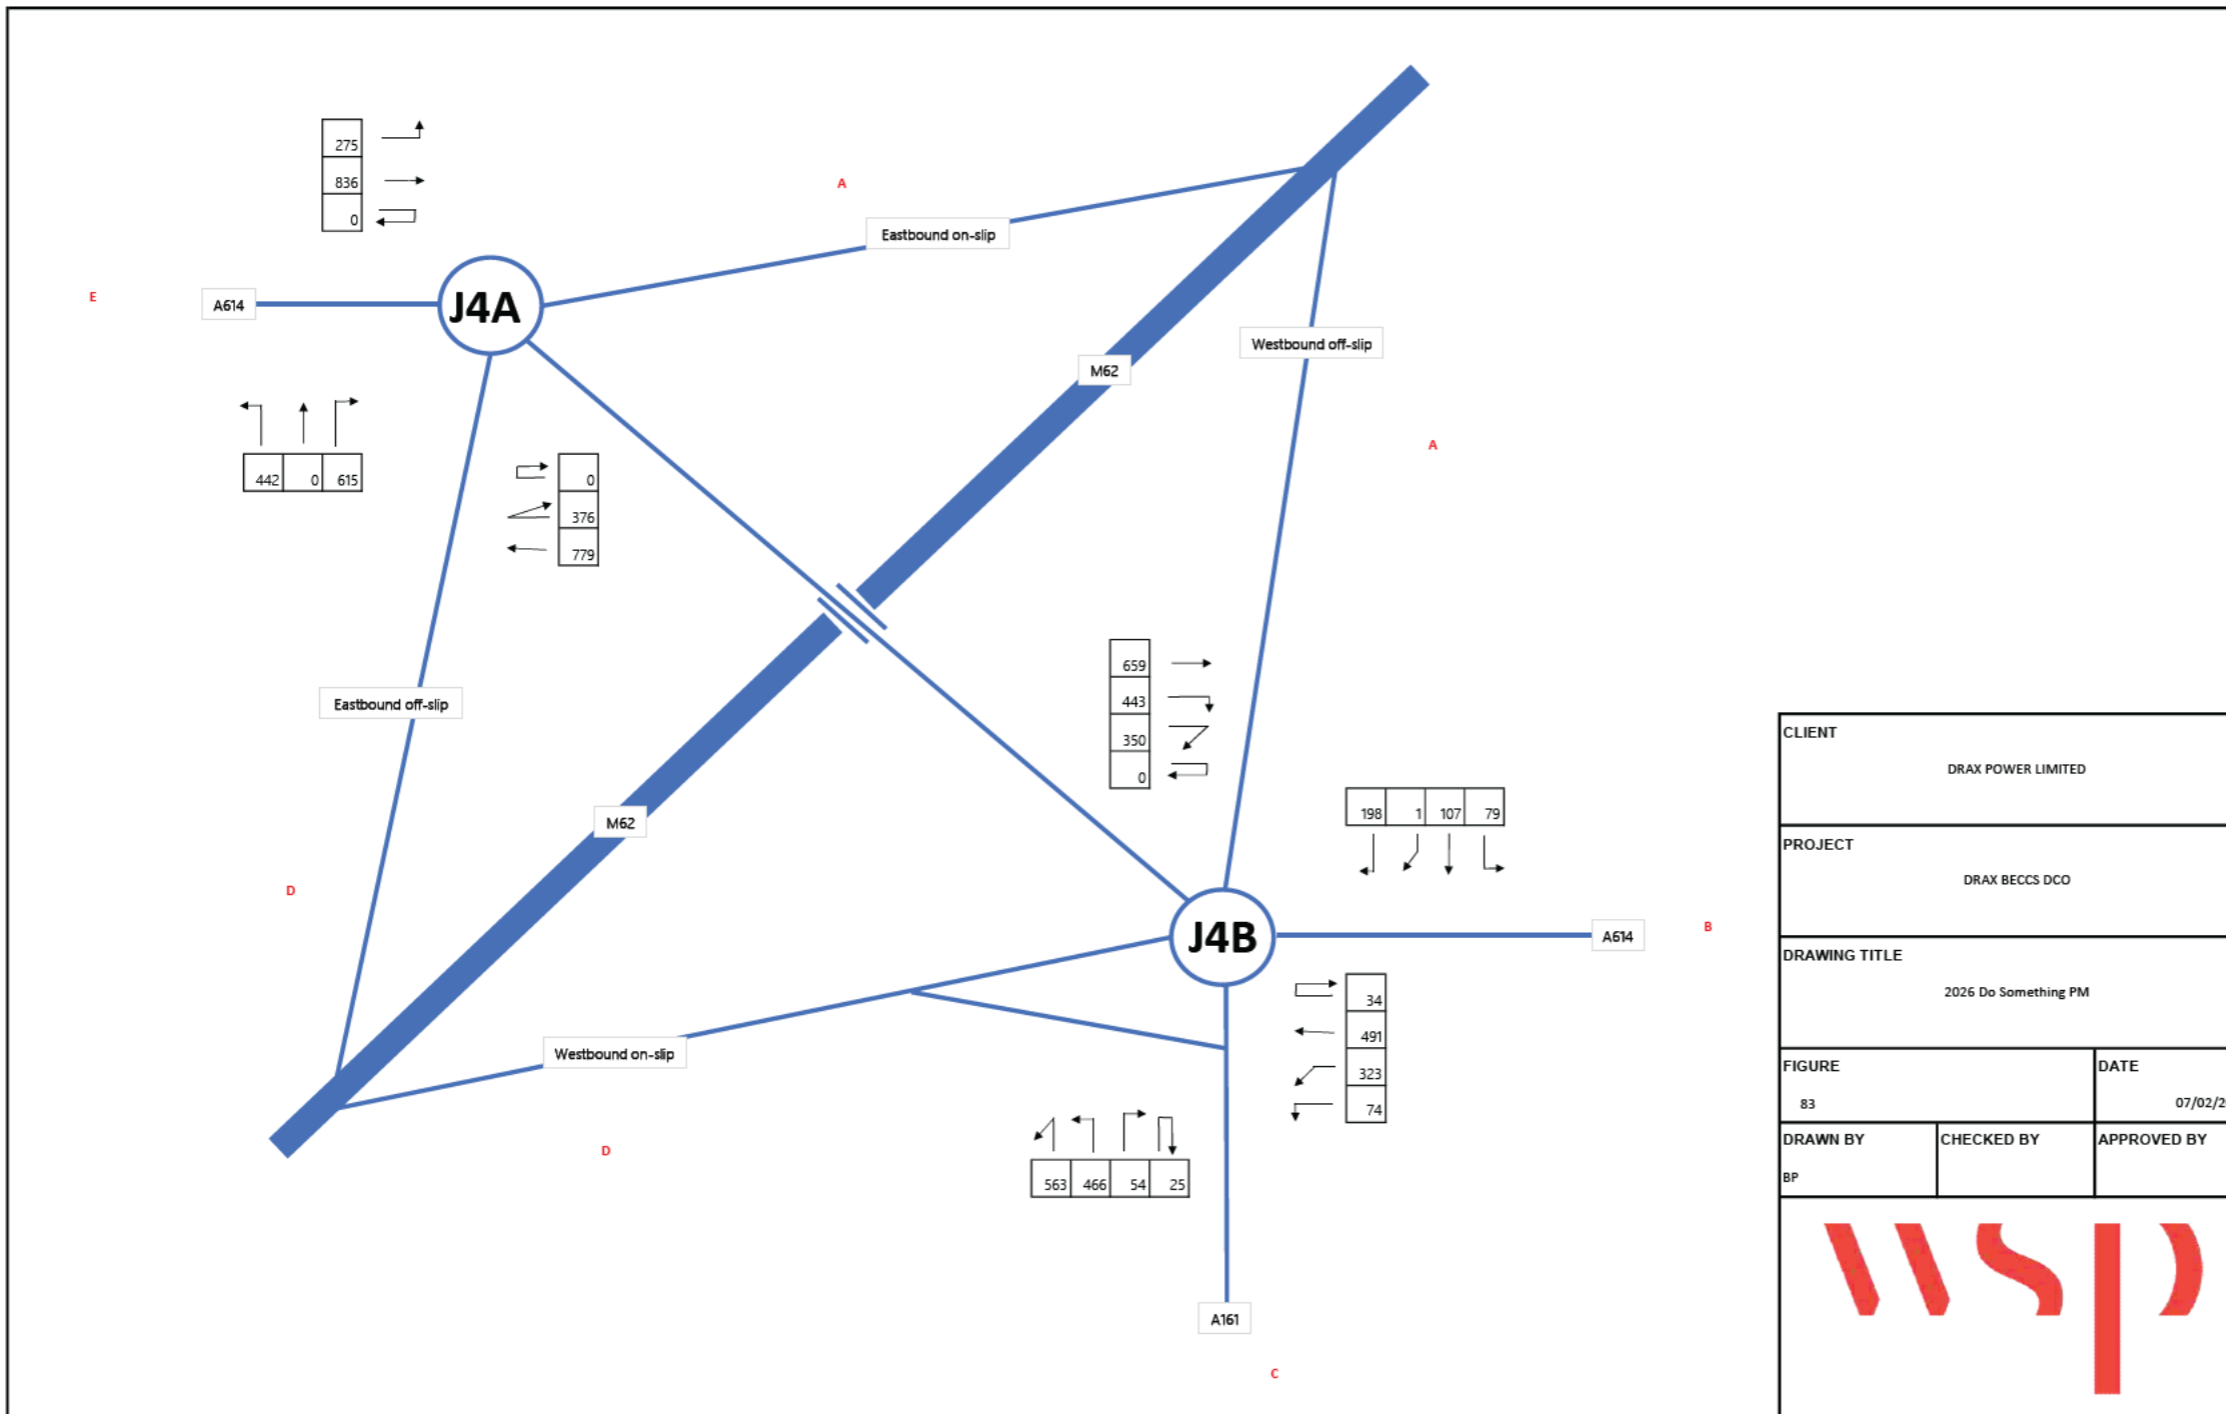 275
836
0
A
Eastbound on-slip
E
A614
J4A
Westbound off-slip
M62
A
442 0 615
0
376
779
659
443
350
0
Eastbound off-slip
M62
198 1 107 79
D
J4B
A614
B
34
491
323
74
Westbound on-slip
D
563 466 54 25
A161
C
CLIENT
DRAX POWER LIMITED
PROJECT
DRAX BECCS DCO
DRAWING TITLE
2026 Do Something PM
FIGURE DATE
83 07/02/2
DRAWN BY CHECKED BY APPROVED BY
BP
wsp